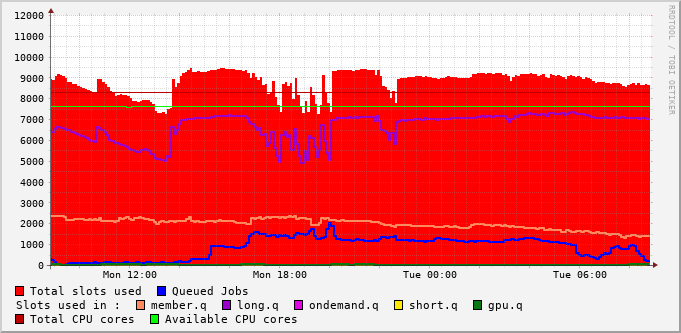 12000
11000
10000
9000
8000
7000
6000
5000
4000
3000
2000
1000
0
Mon 12:00 Mon 18:00 Tue 00:00 Tue 06:00
RRDTOOL / TOBI OETIKER
Total slots used Queued Jobs
Slots used in : member.q long.q ondemand.q short.q gpu.q
Total CPU cores Available CPU cores